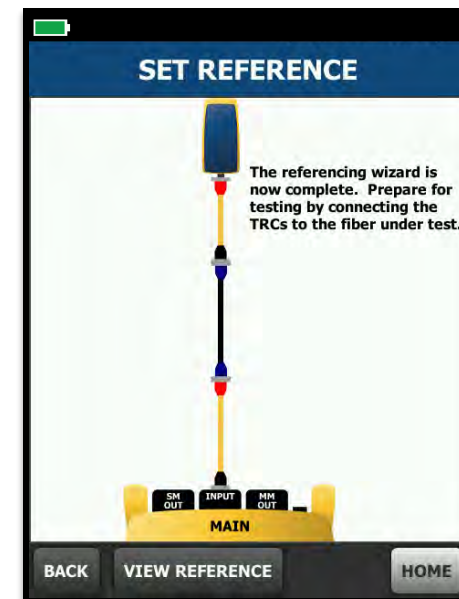 SET REFERENCE
The referencing wizard is
now complete. Prepare for
testing by connecting the
TRCs to the fiber under test.
SM OUT INPUT MM OUT
MAIN
BACK VIEW REFERENCE HOME